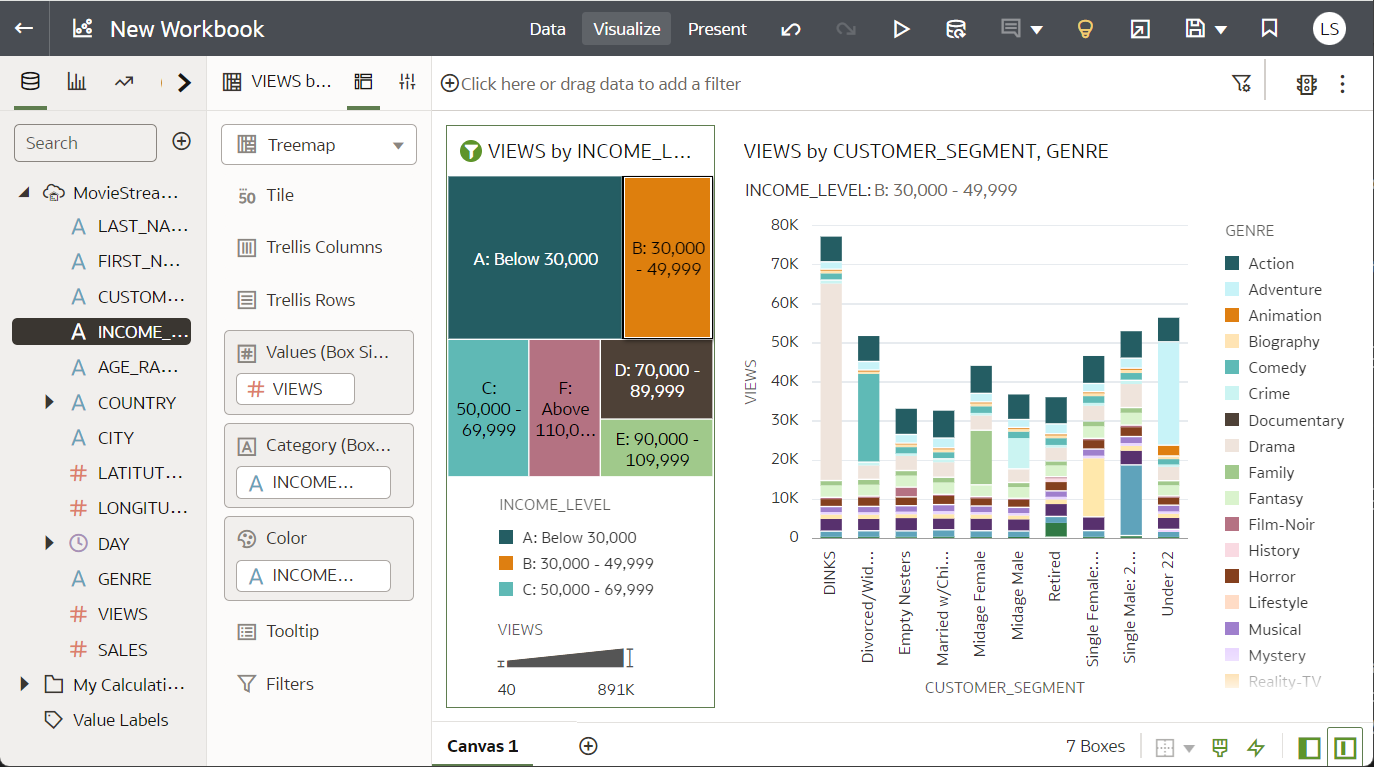 New Workbook
Data
Visualize
Present
LS
VIEWS b...
Click here or drag data to add a filter
Search
MovieStrea...
LAST_NA...
FIRST_N...
CUSTOM...
INCOME_...
AGE_RA...
COUNTRY
CITY
LATITUT...
LONGITU...
DAY
GENRE
VIEWS
SALES
My Calculati...
Value Labels
Treemap
50 Tile
Trellis Columns
Trellis Rows
Values (Box Si...
VIEWS
Category (Box...
INCOME...
Color
INCOME...
Tooltip
Filters
VIEWS by INCOME_L...
A: Below 30,000
B: 30,000
- 49,999
C:
50,000 -
69,999
F:
Above
110,0...
D: 70,000 -
89,999
E: 90,000 -
109,999
INCOME_LEVEL
A: Below 30,000
B: 30,000 - 49,999
C: 50,000 - 69,999
VIEWS
40 891K
VIEWS by CUSTOMER_SEGMENT, GENRE
INCOME_LEVEL: B: 30,000 - 49,999
80K
70K
60K
50K
40K
30K
20K
10K
0
VIEWS
DINKS
Divorced/Wid...
Empty Nesters
Married w/Chi...
Midage Female
Midage Male
Retired
Single Female:...
Single Male: 2...
Under 22
CUSTOMER_SEGMENT
GENRE
Action
Adventure
Animation
Biography
Comedy
Crime
Documentary
Drama
Family
Fantasy
Film-Noir
History
Horror
Lifestyle
Musical
Mystery
Reality-TV
Canvas 1
7 Boxes